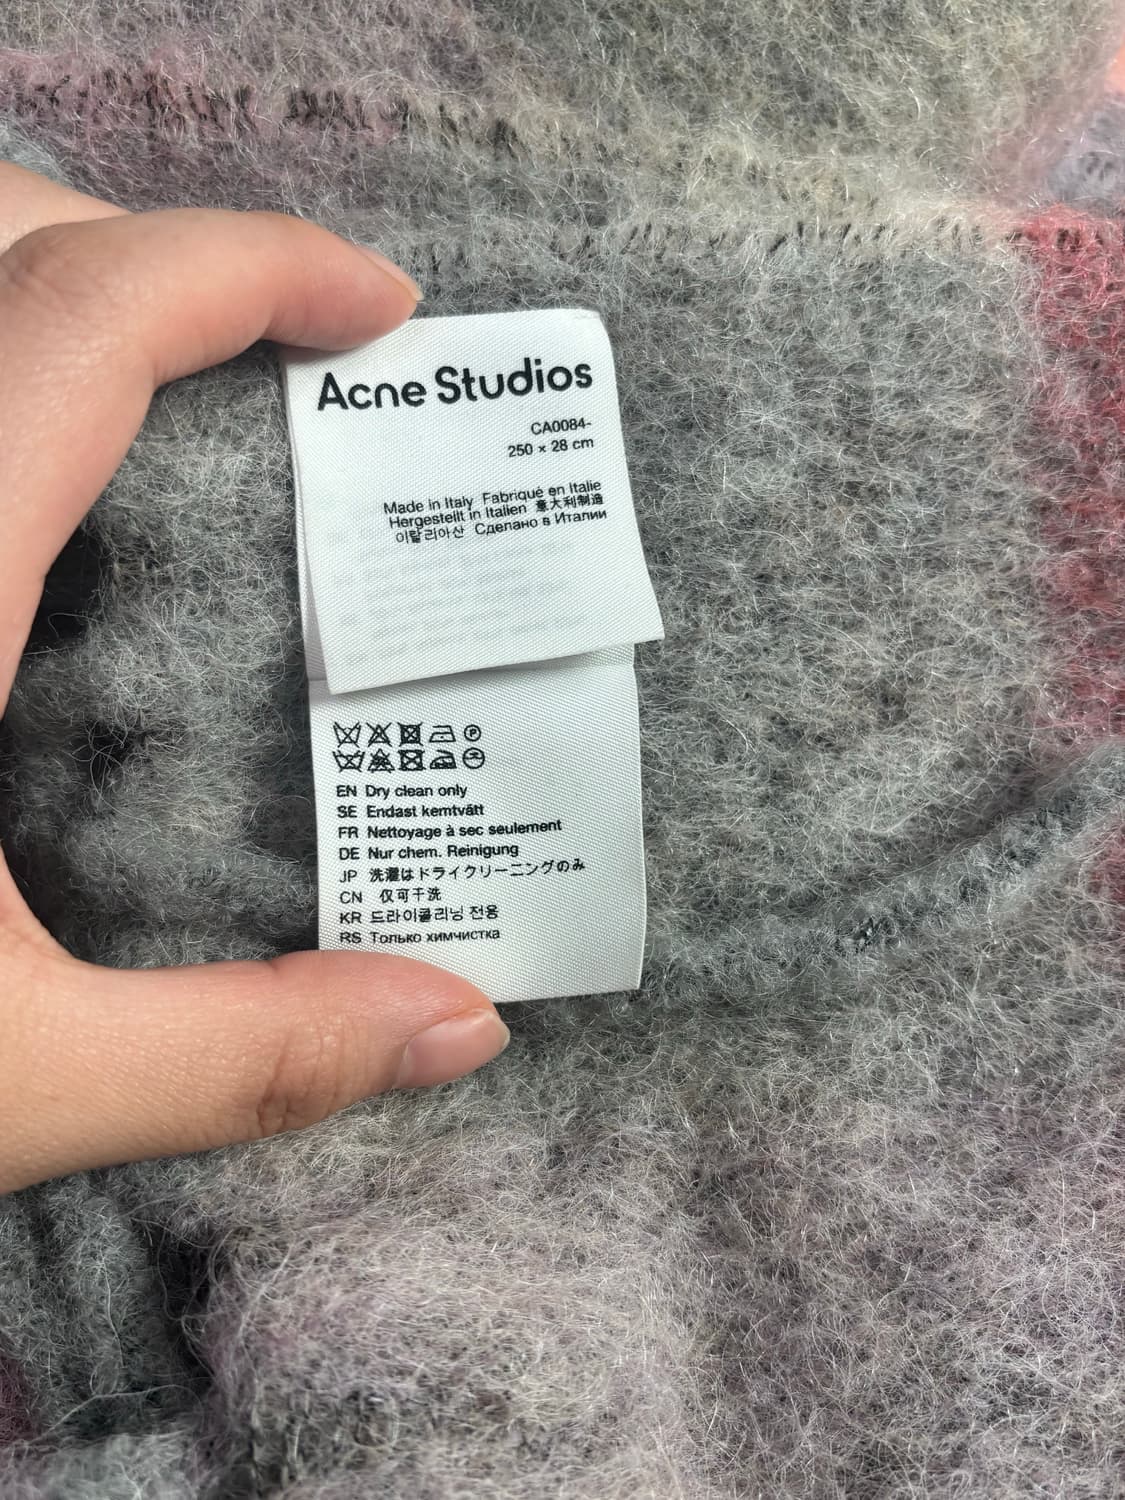 Acne Studios
CA0084-
250 x 28 cm
Made in Italy Fabriqué en Italie
Hergestellt in Italien 意大利制造
이탈리아산 Сделано в Италии
EN Dry clean only
SE Endast kemtvätt
FR Nettoyage à sec seulement
DE Nur chem. Reinigung
JP 洗濯はドライクリーニングのみ
CN 仅可干洗
KR 드라이클리닝 전용
RS Только химчистка